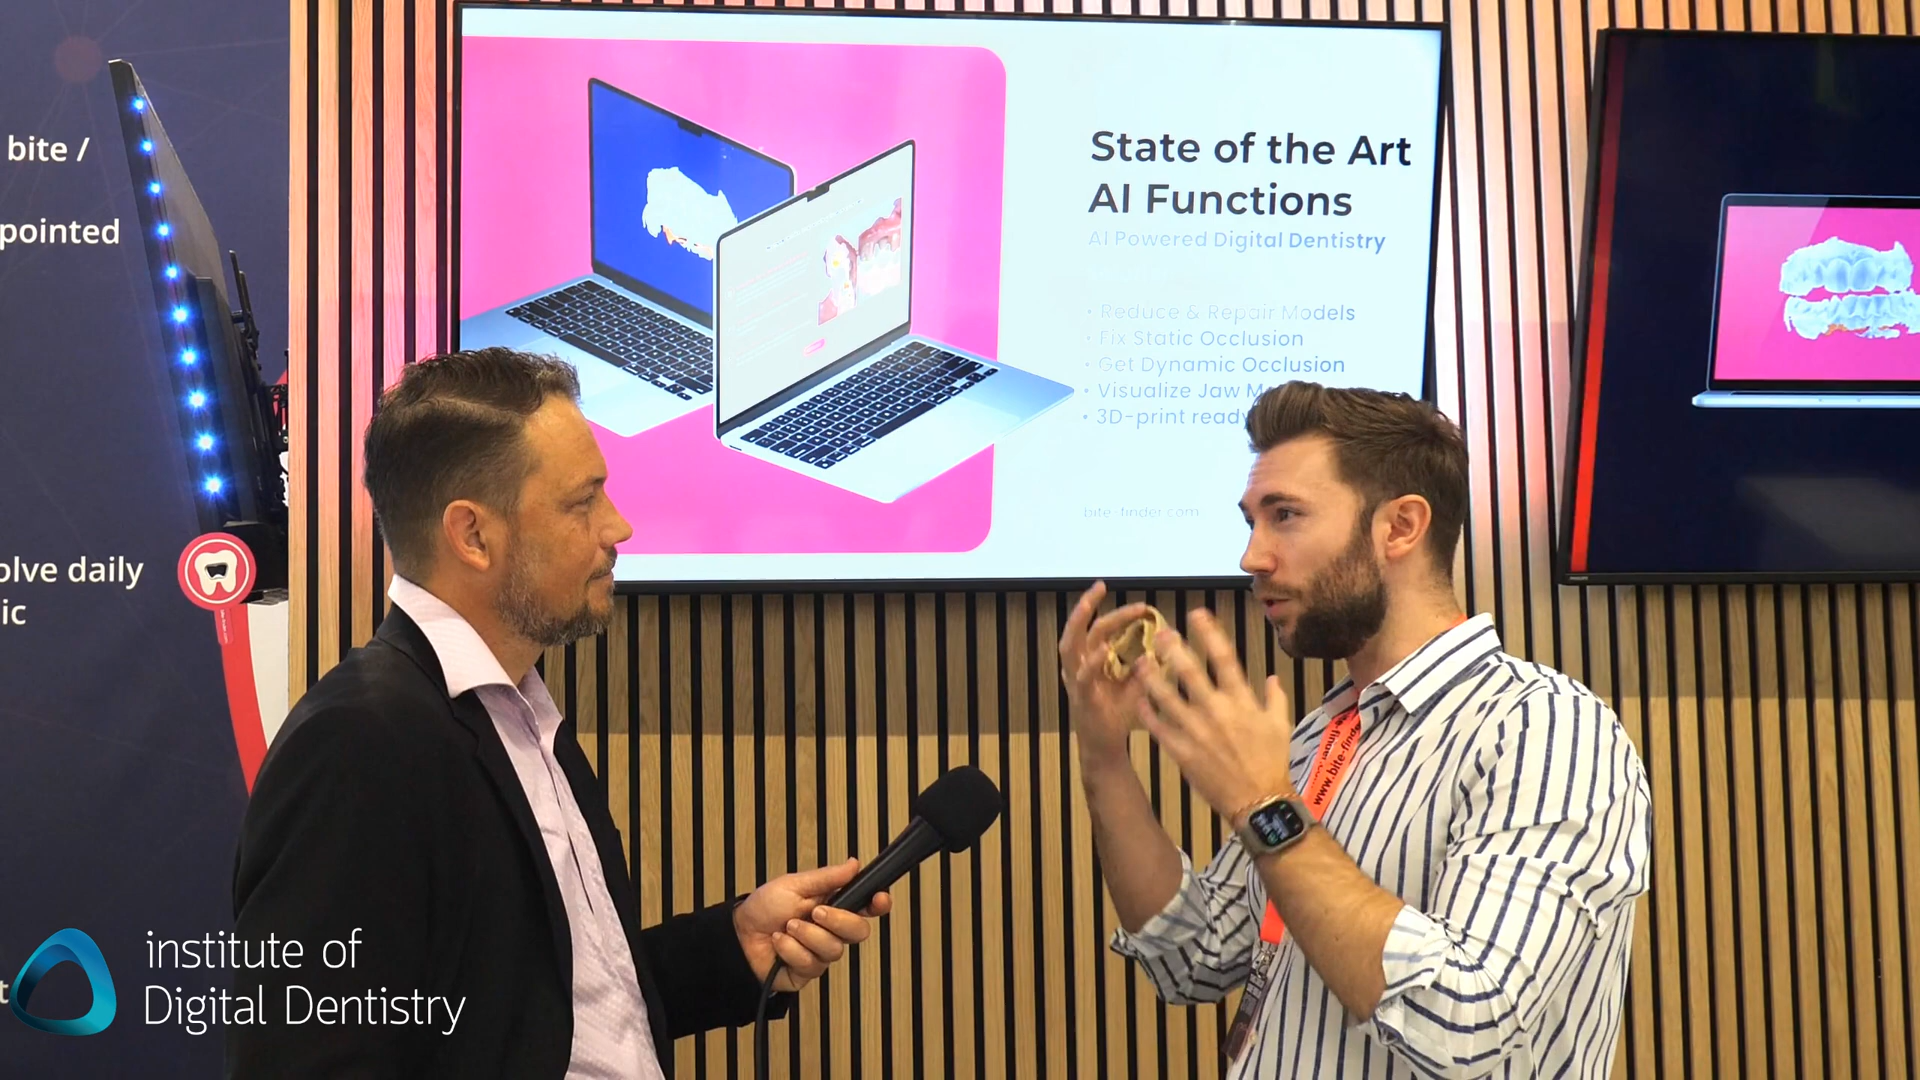 bite /
pointed
olve daily
ic
t
State of the Art
AI Functions
AI Powered Digital Dentistry
• Reduce & Repair Models
• Fix Static Occlusion
• Get Dynamic Occlusion
• Visualize Jaw M
• 3D-print ready
bite-finder.com
www.bite-finde
institute of
Digital Dentistry